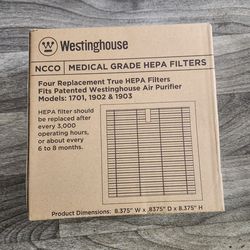 Westinghouse
NCCO | MEDICAL GRADE HEPA FILTERS
Four Replacement True HEPA Filters
Fits Patented Westinghouse Air Purifier
Models: 1701, 1902 & 1903
HEPA filter should
be replaced after
every 3,000
operating hours,
or about every
6 to 8 months.
Product Dimensions: 8.375" W x .8375" D x 8.375" H